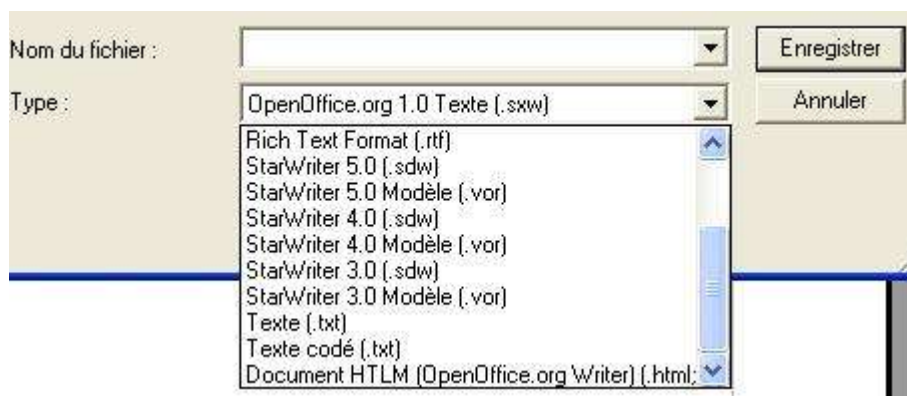 Nom du fichier :
Enregistrer
Type :
OpenOffice.org 1.0 Texte (.sxw)
Annuler
Rich Text Format (.rtf)
StarWriter 5.0 (.sdw)
StarWriter 5.0 Modèle (.vor)
StarWriter 4.0 (.sdw)
StarWriter 4.0 Modèle (.vor)
StarWriter 3.0 (.sdw)
StarWriter 3.0 Modèle (.vor)
Texte (.txt)
Texte codé (.txt)
Document HTLM (OpenOffice.org Writer) (.html;